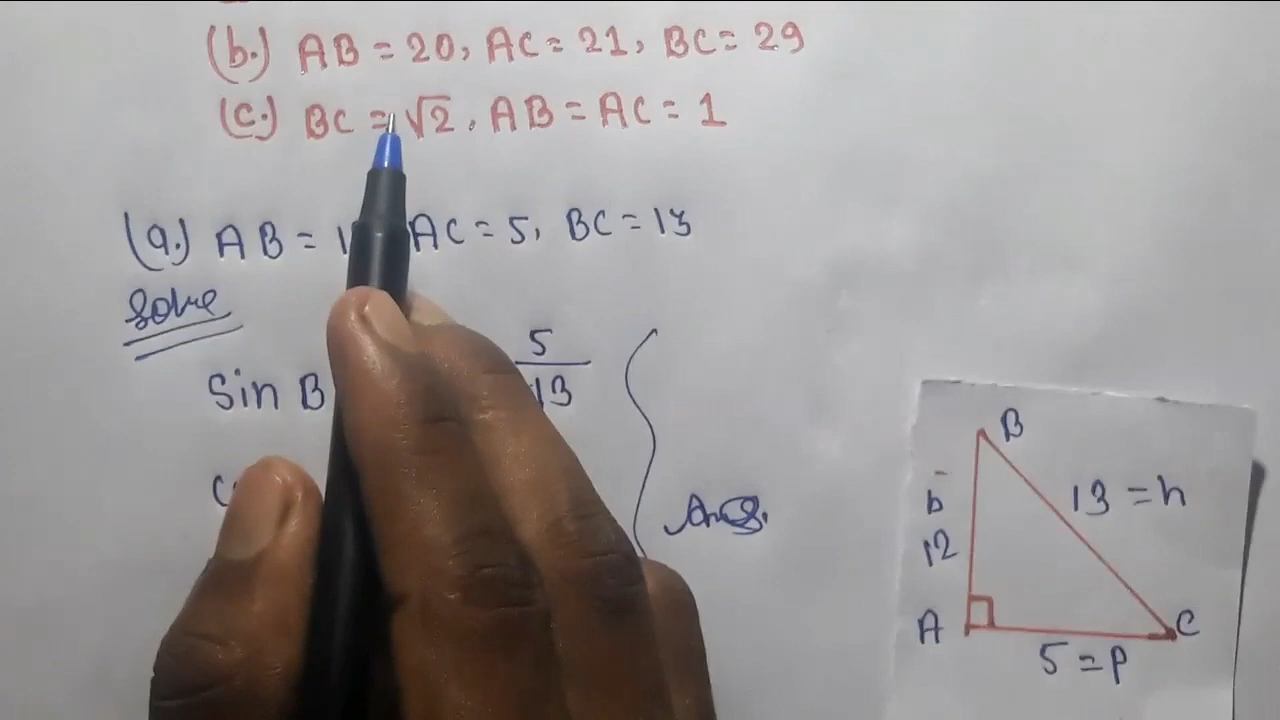 (b.) AB = 20, AC = 21, BC = 29
(c.) BC = √2, AB = AC = 1
(a.) AB = 1 AC = 5, BC = 13
Solve
Sin B 5
13
Ans.
B
b
13 = h
12
A
C
5 = p